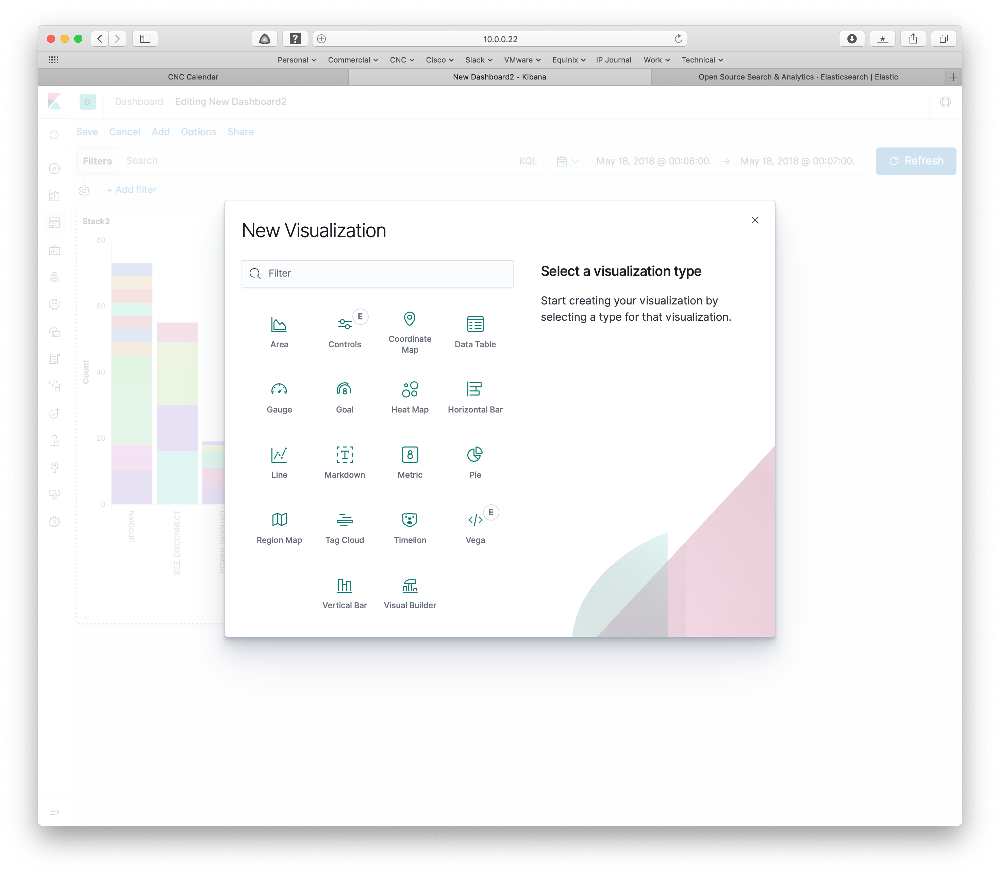 10.0.0.22
Personal Commercial CNC Cisco Slack VMware Equinix IP Journal Work Technical
CNC Calendar
New Dashboard2 - Kibana
Open Source Search & Analytics · Elasticsearch | Elastic
D
Dashboard / Editing New Dashboard2
Save Cancel Add Options Share
Filters Search KQL
May 18, 2018 @ 00:06:00. → May 18, 2018 @ 00:07:00.
Refresh
+ Add filter
Stack2
80
60
40
20
0
Count
UPDOWN
IEEE_DISCONNECT
POWER_GRANTED
New Visualization
Filter
Select a visualization type
Start creating your visualization by
selecting a type for that visualization.
E
Area
Controls
Coordinate
Map
Data Table
Gauge
Goal
Heat Map
Horizontal Bar
Line
Markdown
Metric
Pie
E
Region Map
Tag Cloud
Timelion
Vega
Vertical Bar
Visual Builder